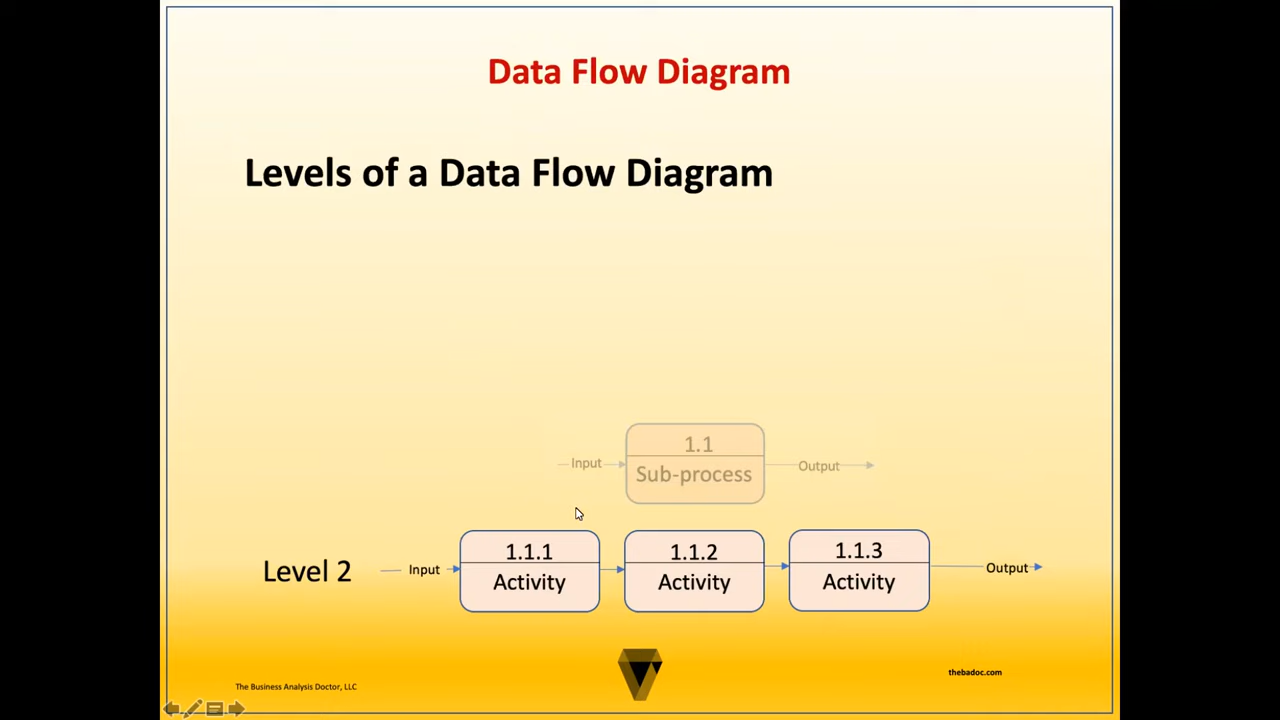 Data Flow Diagram
Levels of a Data Flow Diagram
Input
1.1
Sub-process
Output
Level 2
Input
1.1.1
Activity
1.1.2
Activity
1.1.3
Activity
Output
The Business Analysis Doctor, LLC
thebadoc.com